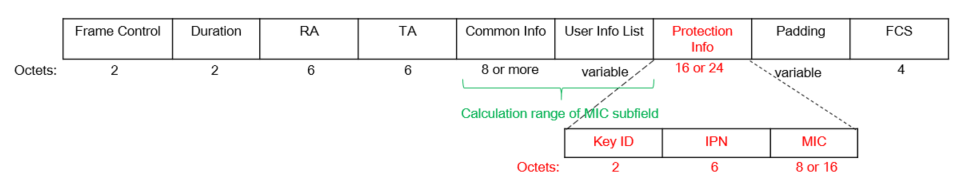 Frame Control Duration RA TA Common Info User Info List Protection Info Padding FCS
Octets: 2 2 6 6 8 or more variable 16 or 24 variable 4
Calculation range of MIC subfield
Key ID IPN MIC
Octets: 2 6 8 or 16